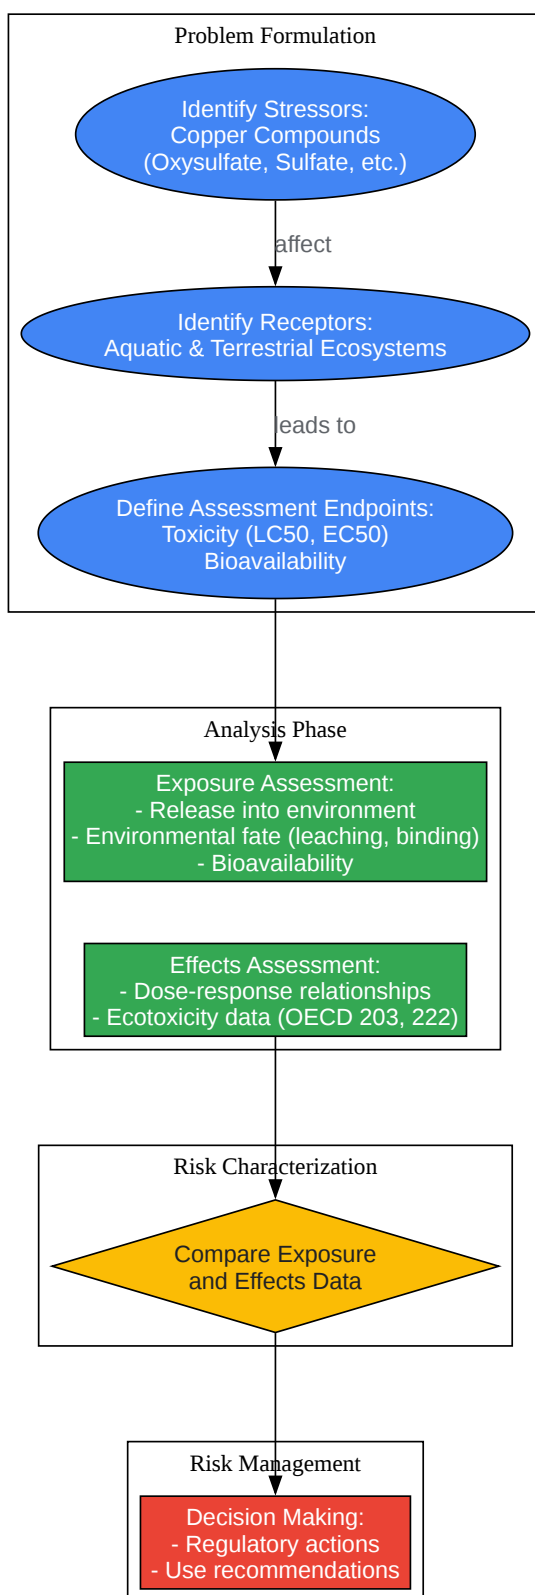 Problem Formulation
Identify Stressors:
Copper Compounds
(Oxysulfate, Sulfate, etc.)
affect
Identify Receptors:
Aquatic & Terrestrial Ecosystems
leads to
Define Assessment Endpoints:
Toxicity (LC50, EC50)
Bioavailability
Analysis Phase
Exposure Assessment:
- Release into environment
- Environmental fate (leaching, binding)
- Bioavailability
Effects Assessment:
- Dose-response relationships
- Ecotoxicity data (OECD 203, 222)
Risk Characterization
Compare Exposure
and Effects Data
Risk Management
Decision Making:
- Regulatory actions
- Use recommendations